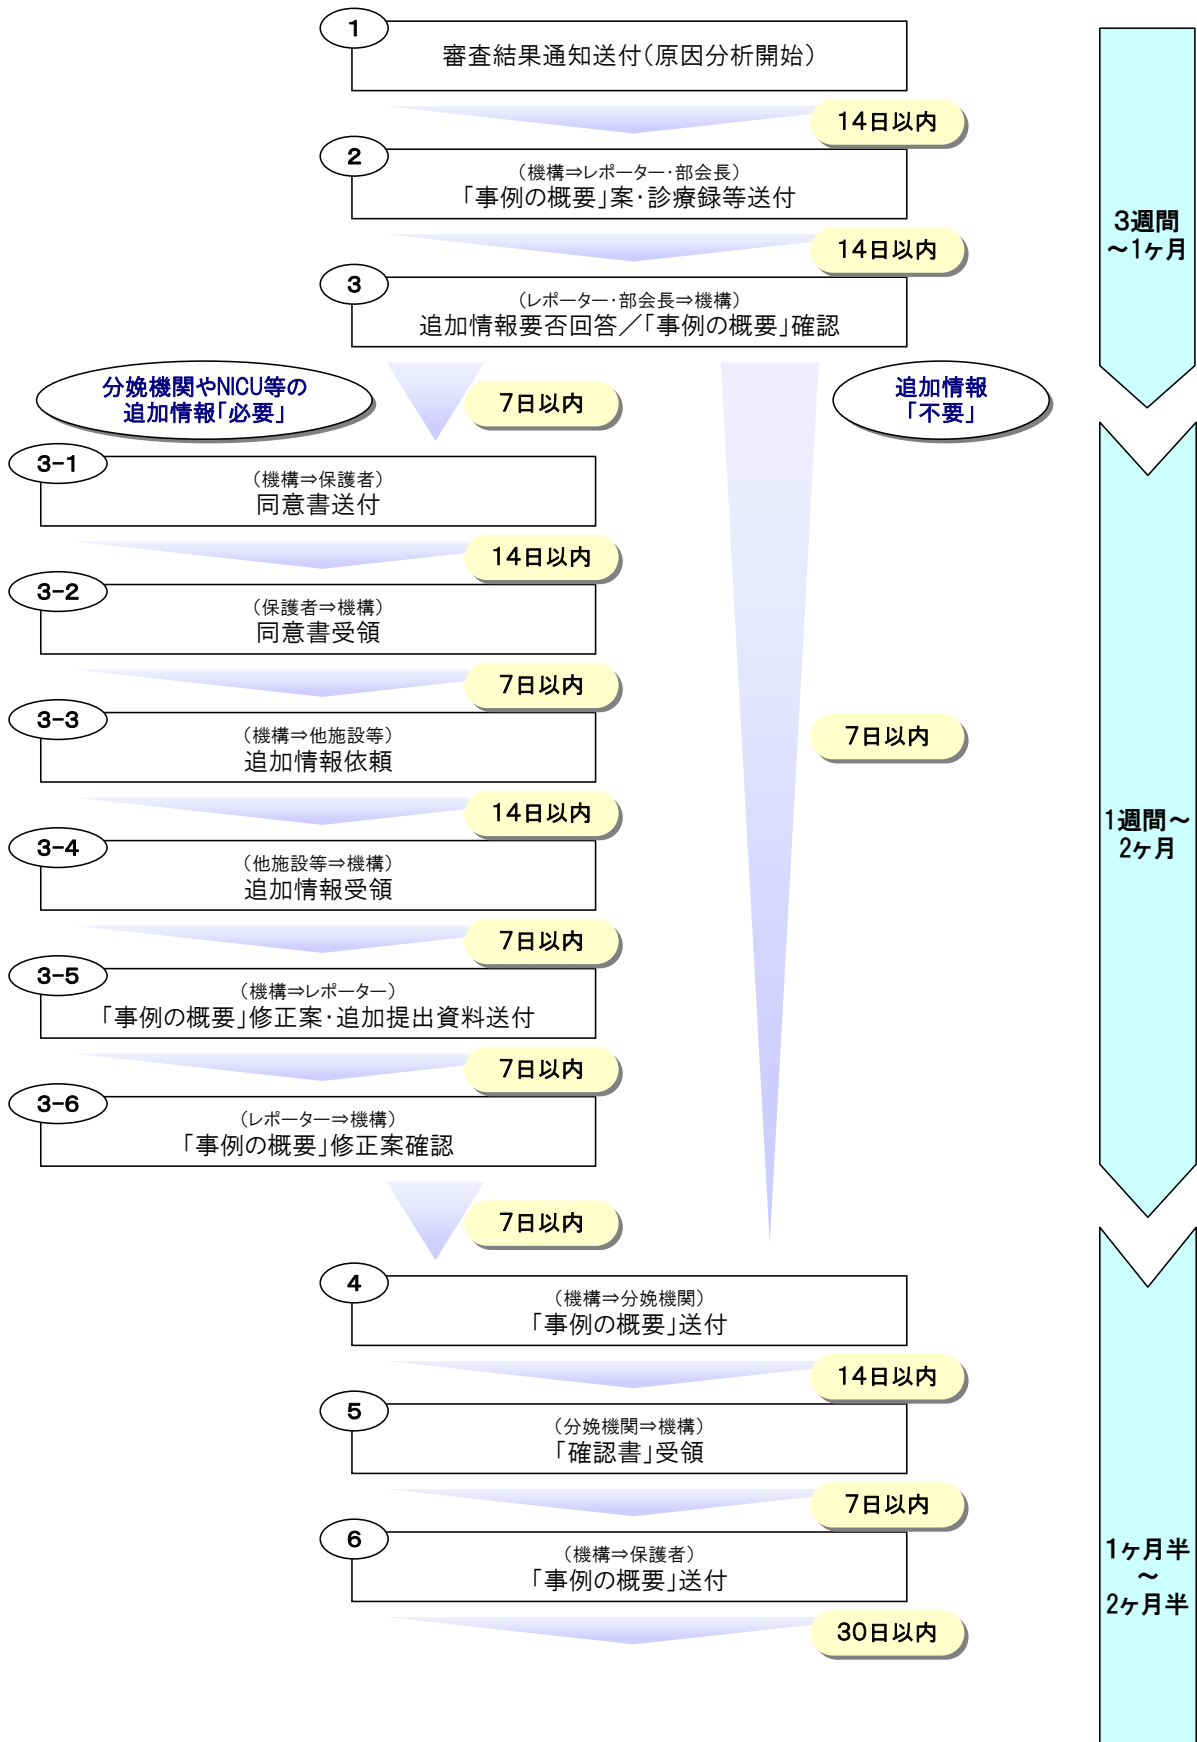 1
審査結果通知送付（原因分析開始）
14日以内
2
（機構⇒レポーター・部会長）
「事例の概要」案・診療録等送付
14日以内
3
（レポーター・部会長⇒機構）
追加情報要否回答／「事例の概要」確認
3週間
～1ヶ月
分娩機関やNICU等の
追加情報「必要」
7日以内
追加情報
「不要」
3-1
（機構⇒保護者）
同意書送付
14日以内
3-2
（保護者⇒機構）
同意書受領
7日以内
3-3
（機構⇒他施設等）
追加情報依頼
7日以内
14日以内
3-4
（他施設等⇒機構）
追加情報受領
1週間～
2ヶ月
7日以内
3-5
（機構⇒レポーター）
「事例の概要」修正案・追加提出資料送付
7日以内
3-6
（レポーター⇒機構）
「事例の概要」修正案確認
7日以内
4
（機構⇒分娩機関）
「事例の概要」送付
14日以内
5
（分娩機関⇒機構）
「確認書」受領
7日以内
6
（機構⇒保護者）
「事例の概要」送付
30日以内
1ヶ月半
～
2ヶ月半